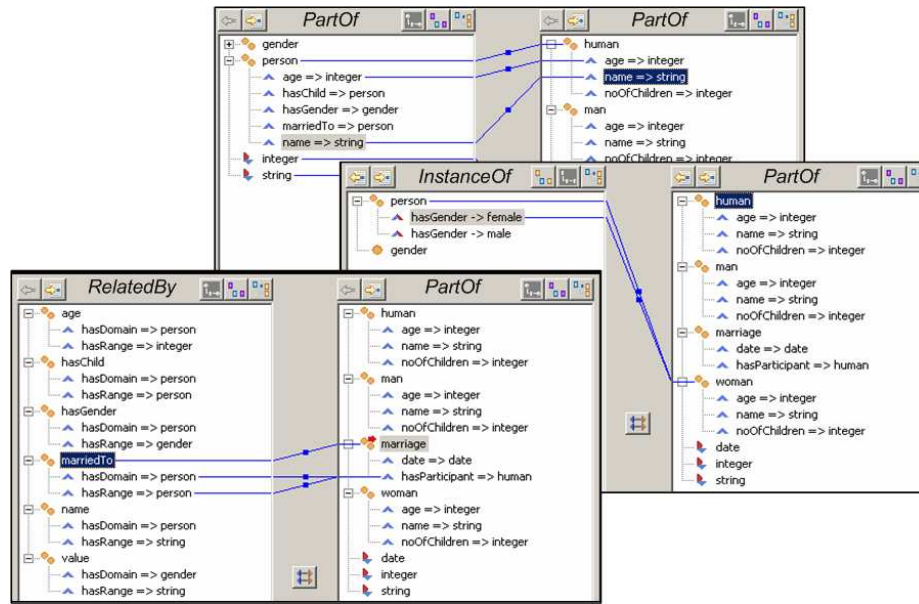 PartOf
gender
person
age => integer
hasChild => person
hasGender => gender
marriedTo => person
name => string
integer
string
PartOf
human
age => integer
name => string
noOfChildren => integer
man
age => integer
name => string
noOfChildren => integer
InstanceOf
person
hasGender -> female
hasGender -> male
gender
PartOf
human
age => integer
name => string
noOfChildren => integer
man
age => integer
name => string
noOfChildren => integer
marriage
date => date
hasParticipant => human
woman
age => integer
name => string
noOfChildren => integer
date
integer
string
RelatedBy
age
hasDomain => person
hasRange => integer
hasChild
hasDomain => person
hasRange => person
hasGender
hasDomain => person
hasRange => gender
marriedTo
hasDomain => person
hasRange => person
name
hasDomain => person
hasRange => string
value
hasDomain => gender
hasRange => string
PartOf
human
age => integer
name => string
noOfChildren => integer
man
age => integer
name => string
noOfChildren => integer
marriage
date => date
hasParticipant => human
woman
age => integer
name => string
noOfChildren => integer
date
integer
string